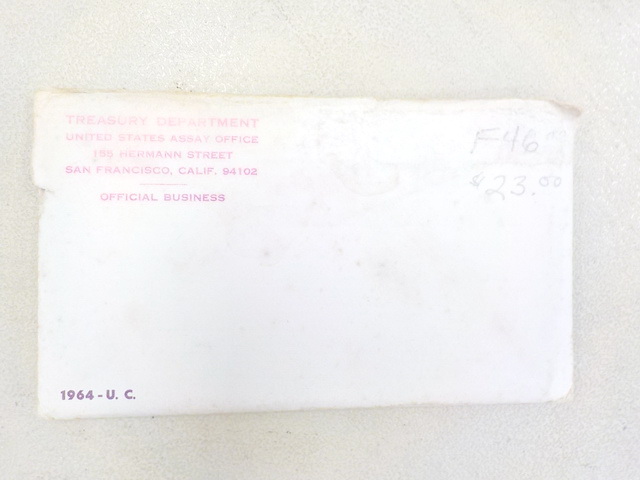 TREASURY DEPARTMENT
UNITED STATES ASSAY OFFICE
155 HERMANN STREET
SAN FRANCISCO, CALIF. 94102
OFFICIAL BUSINESS
F46
$23.00
1964 - U. C.